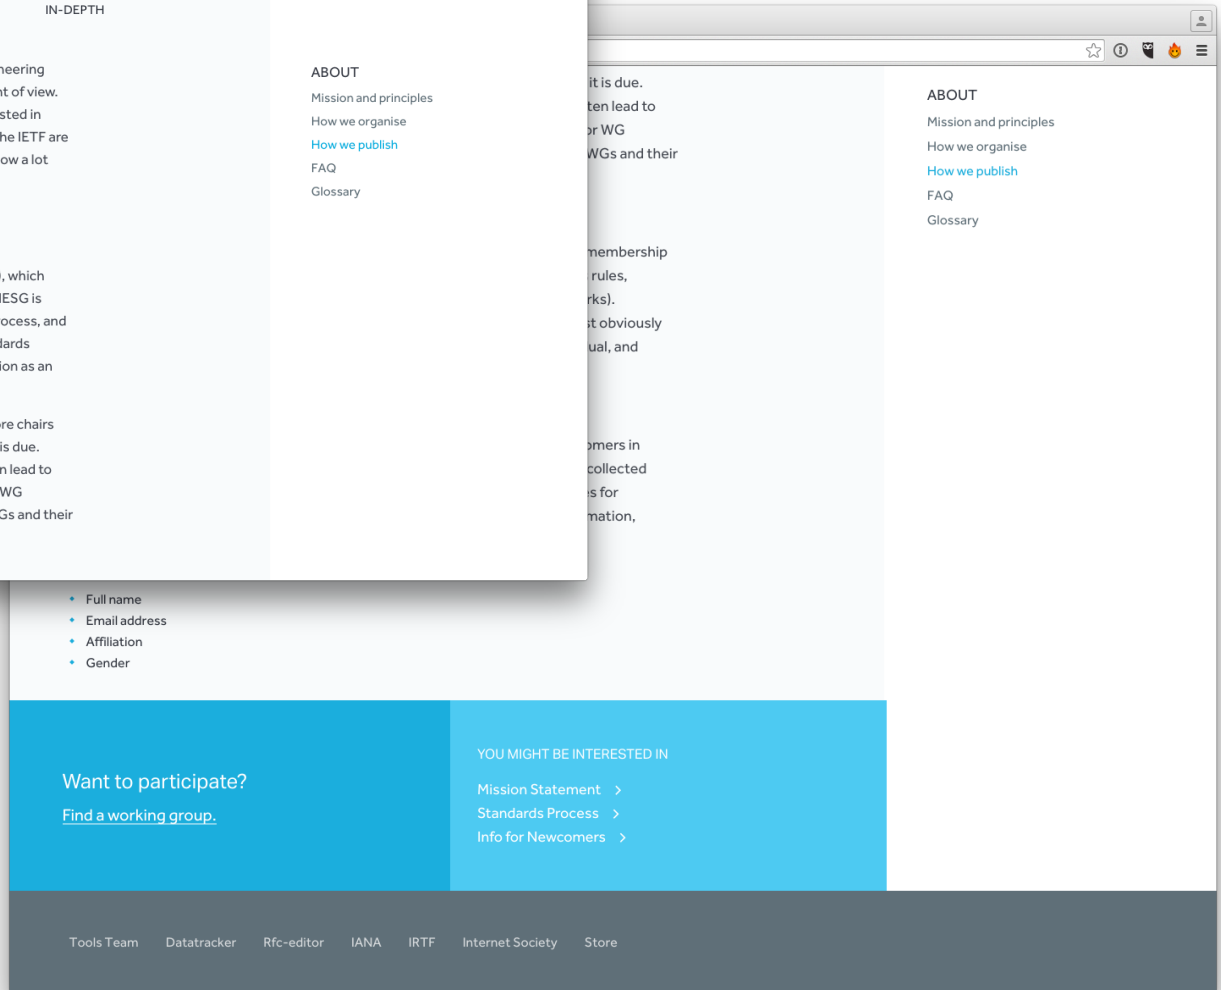 IN-DEPTH
nt of view.
sted in
he IETF are
ow a lot
, which
IESG is
process, and
ion as an
re chairs
is due.
n lead to
WG
Gs and their
ABOUT
Mission and principles
How we organise
How we publish
FAQ
Glossary
it is due.
ten lead to
or WG
WGs and their
membership
rules,
st obviously
ual, and
omers in
collected
es for
mation,
ABOUT
Mission and principles
How we organise
How we publish
FAQ
Glossary
Full name
Email address
Affiliation
Gender
Want to participate?
Find a working group.
YOU MIGHT BE INTERESTED IN
Mission Statement
Standards Process
Info for Newcomers
Tools Team Datatracker Rfc-editor IANA IRTF Internet Society Store